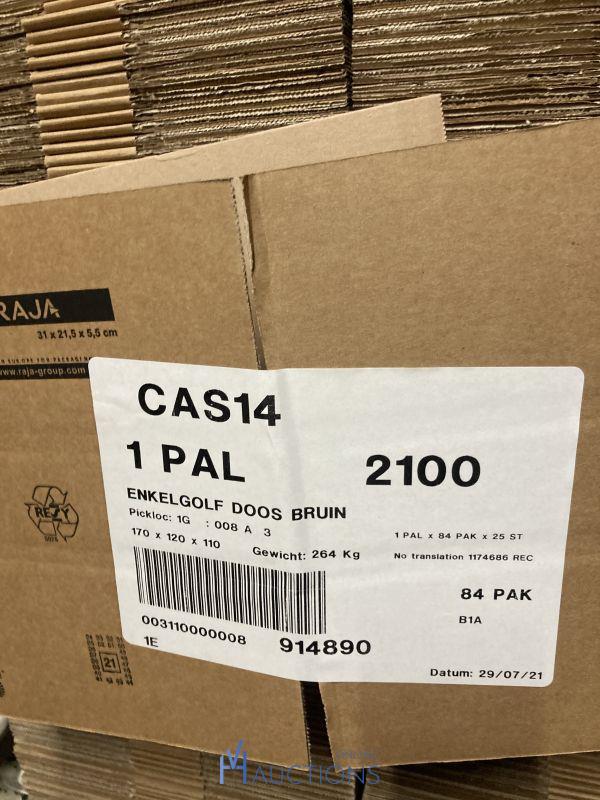 RAJA
31 x 21,5 x 5,5 cm
www.raja-group.com
REZY
CAS14
1 PAL 2100
ENKELGOLF DOOS BRUIN
Pickloc: 1G : 008 A 3
170 x 120 x 110 Gewicht: 264 Kg
1 PAL x 84 PAK x 25 ST
No translation 1174686 REC
84 PAK
B1A
003110000008 914890
1E
Datum: 29/07/21
21
AUCTIONS